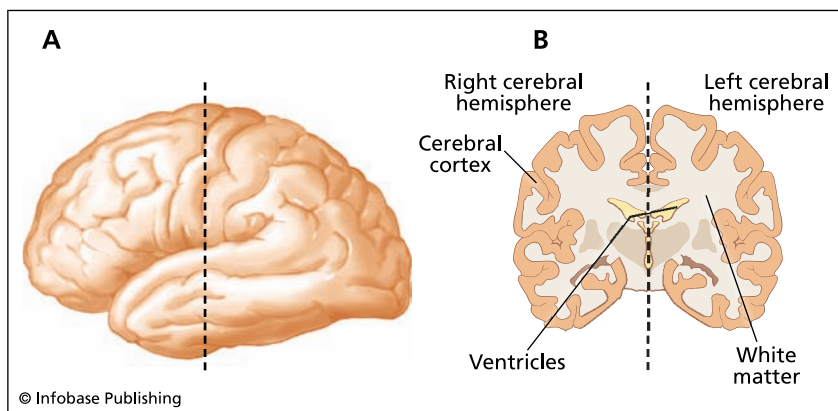 A
B
Right cerebral
hemisphere
Left cerebral
hemisphere
Cerebral
cortex
Ventricles
White
matter
© Infobase Publishing